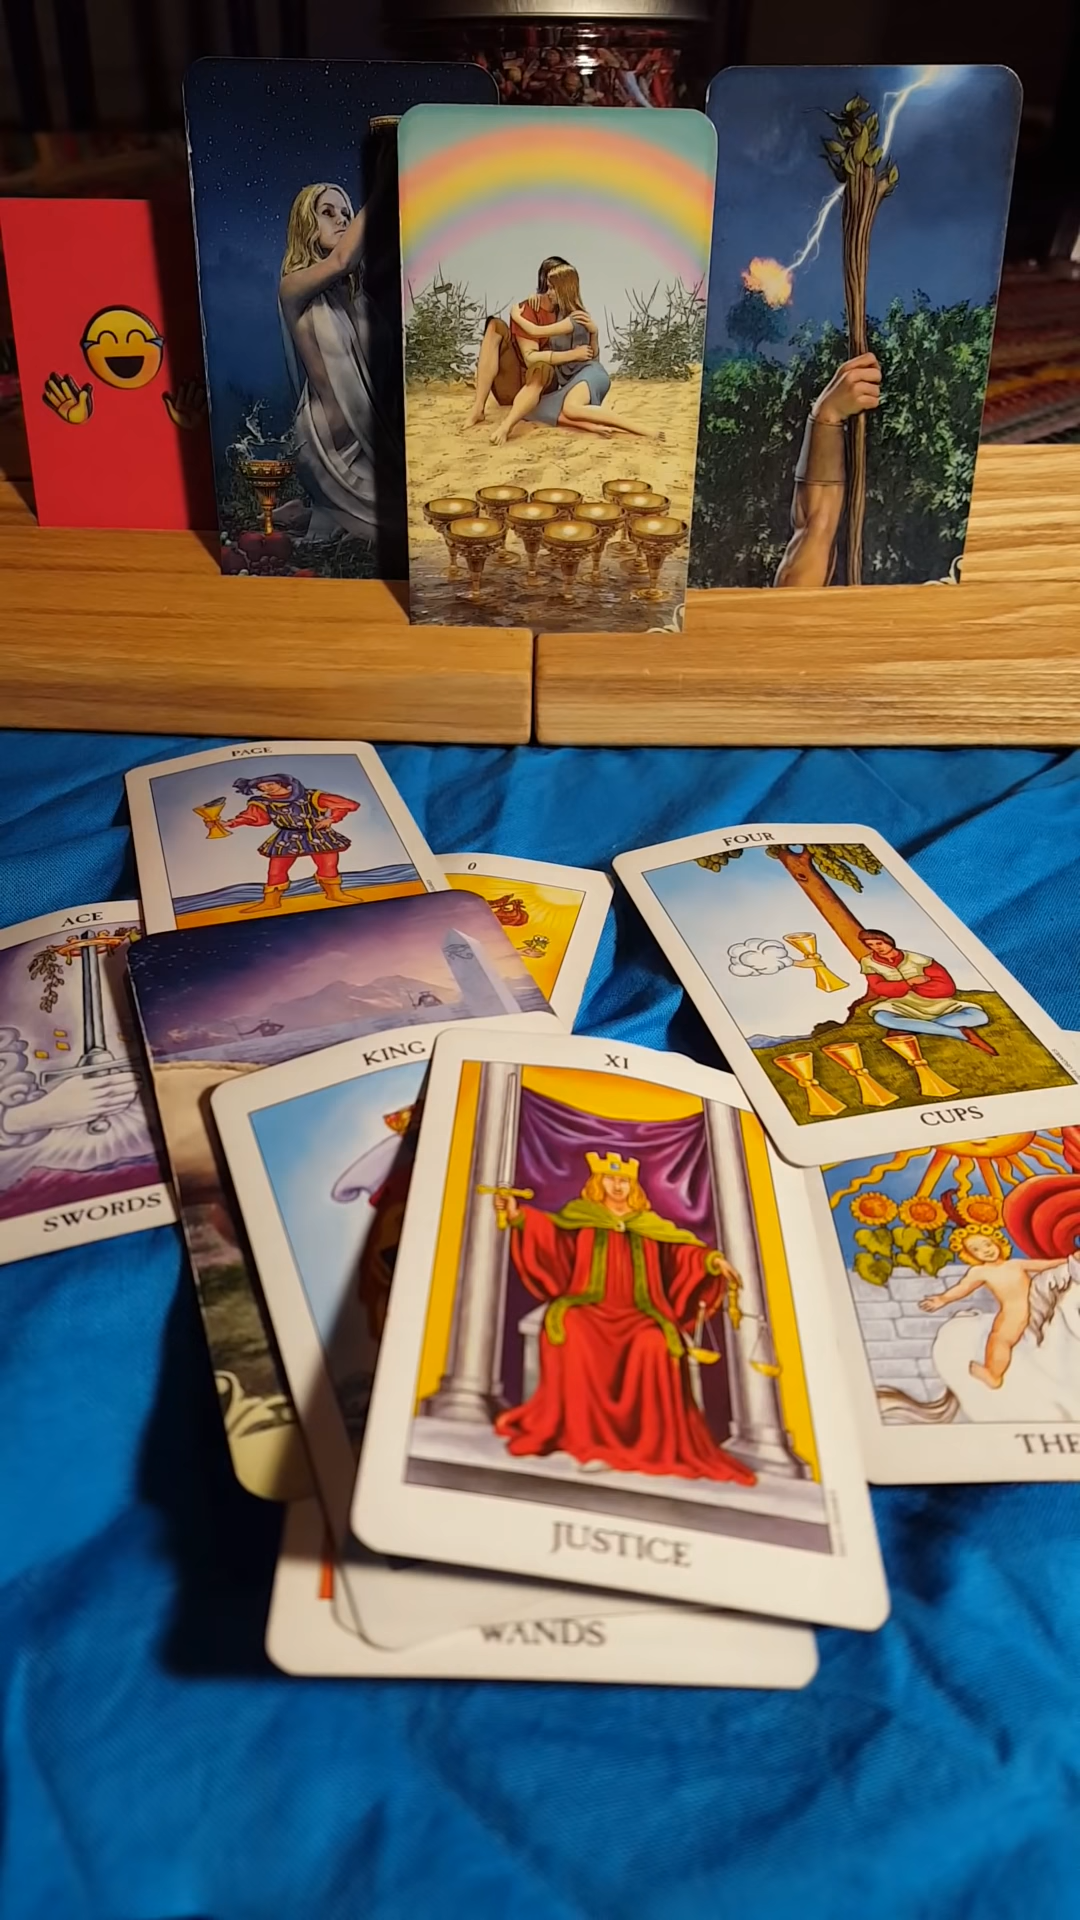 PAGE
0
FOUR
ACE
KING
XI
CUPS
SWORDS
THE
JUSTICE
WANDS